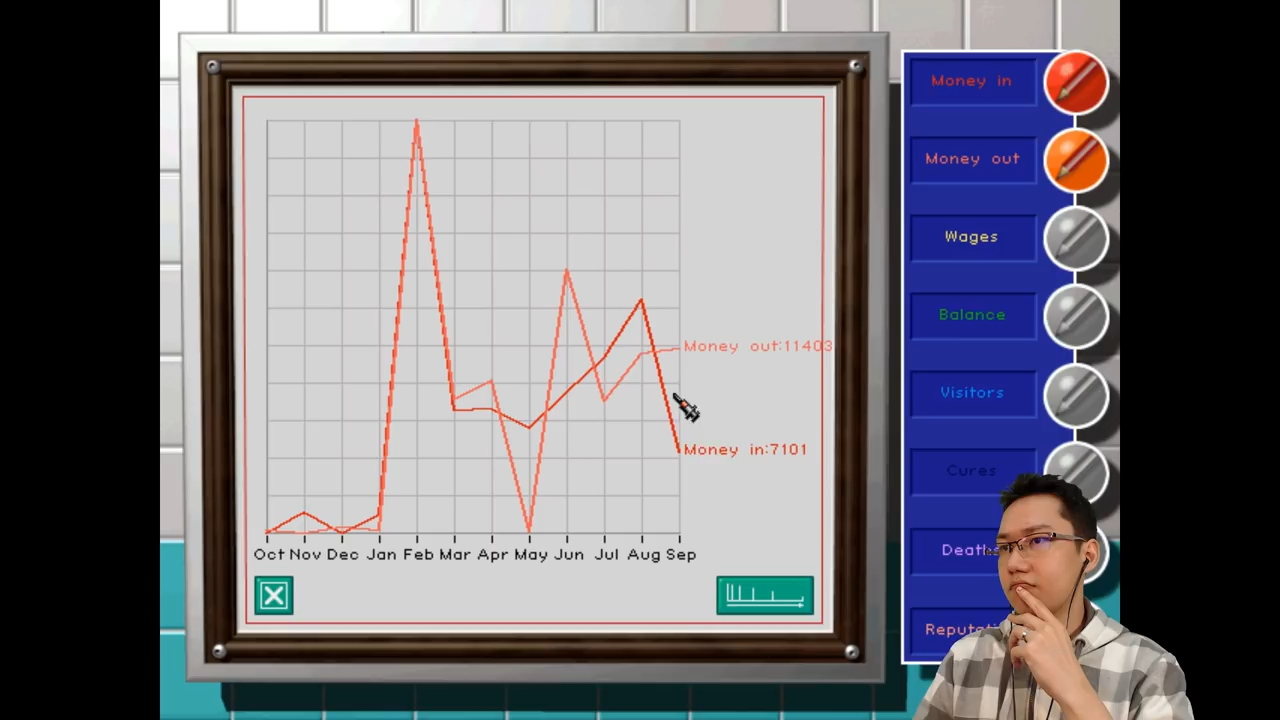 Money in
Money out
Wages
Balance
Visitors
Cures
Money out:11403
Money in:7101
Oct Nov Dec Jan Feb Mar Apr May Jun Jul Aug Sep